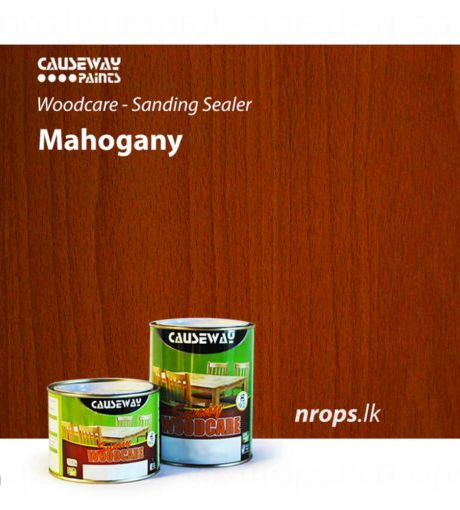 CAUSEWAY
PAINTS
Woodcare - Sanding Sealer
Mahogany
CAUSEWAY
WOODCARE
CAUSEWAY
WOODCARE
nrops.lk